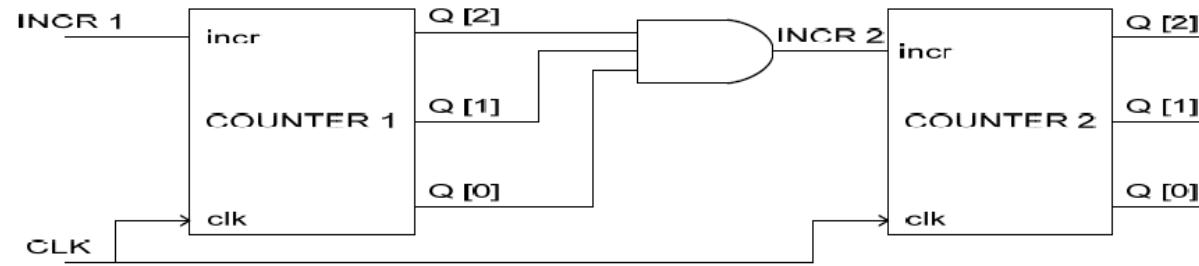 INCR 1
incr
COUNTER 1
clk
CLK
Q [2]
Q [1]
Q [0]
INCR 2
incr
COUNTER 2
clk
Q [2]
Q [1]
Q [0]